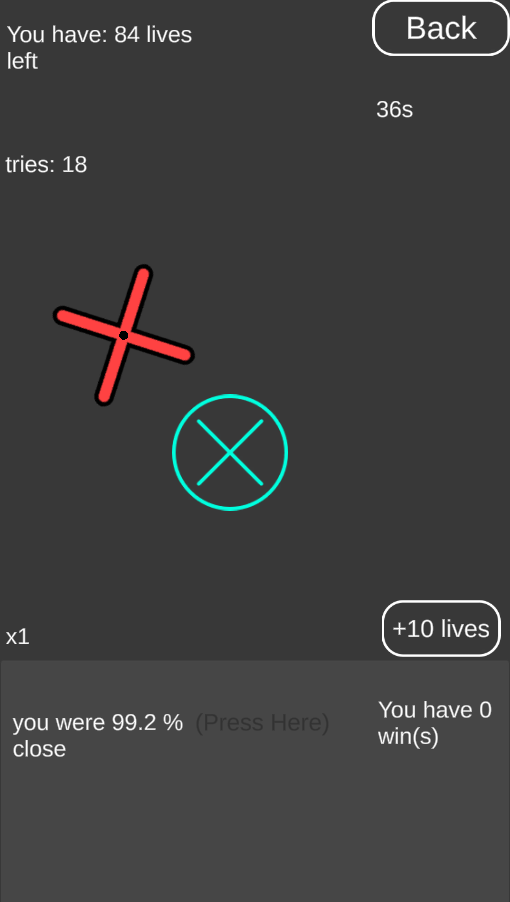 You have: 84 lives
left
Back
36s
tries: 18
x1
+10 lives
you were 99.2 %
close
(Press Here)
You have 0
win(s)